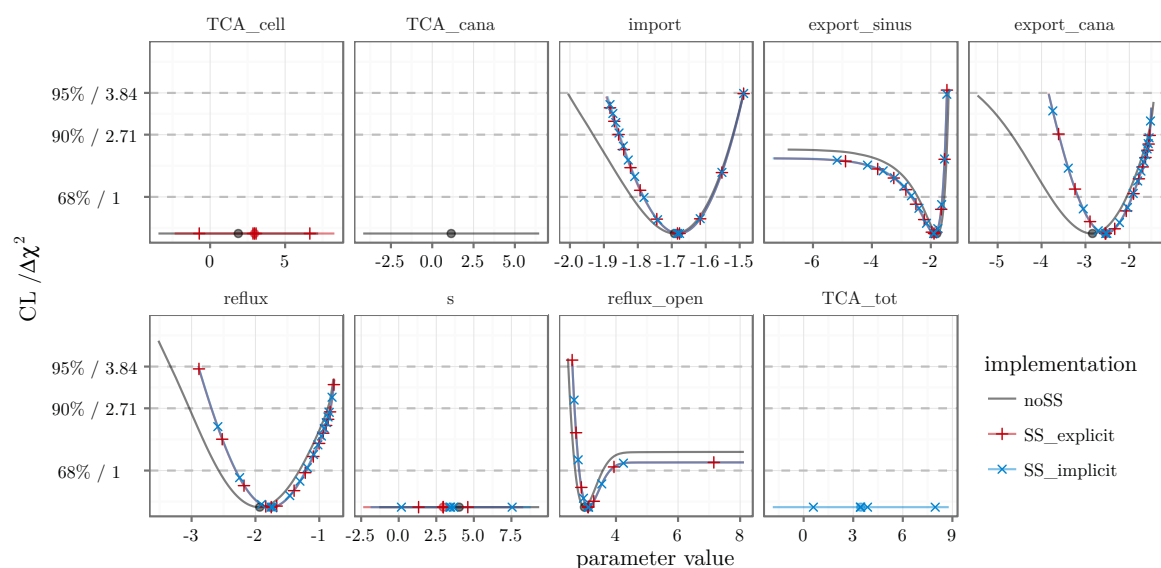 TCA_cell TCA_cana import export_sinus export_cana
95% / 3.84
90% / 2.71
68% / 1
0 5 -2.5 0.0 2.5 5.0 -2.0 -1.9 -1.8 -1.7 -1.6 -1.5 -6 -4 -2 -5 -4 -3 -2
CL /Δχ²
reflux s reflux_open TCA_tot
95% / 3.84
90% / 2.71
68% / 1
-3 -2 -1 0.0 2.5 5.0 7.5 4 6 8 0 3 6 9
parameter value
implementation
noSS
SS_explicit
SS_implicit